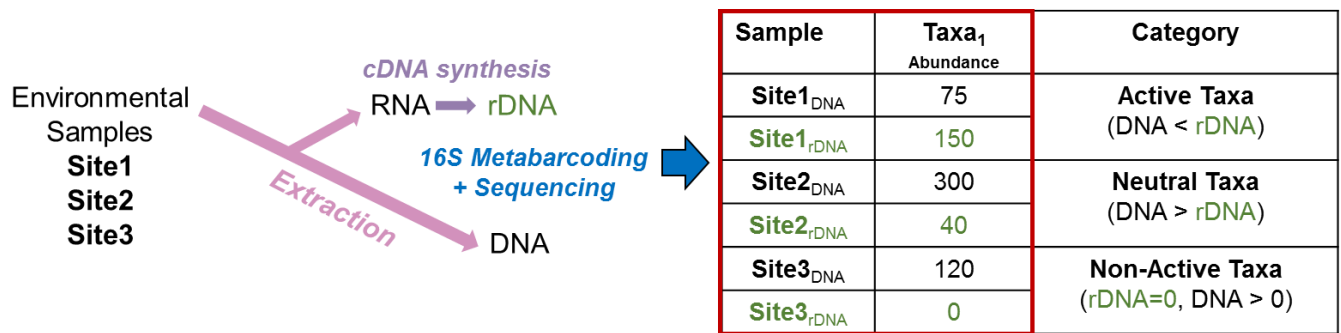 Environmental
Samples
Site1
Site2
Site3
Extraction
cDNA synthesis
RNA rDNA
DNA
16S Metabarcoding
+ Sequencing
Sample Taxa₁ Category
Abundance
Site1DNA 75 Active Taxa
(DNA < rDNA)
Site1rDNA 150
Site2DNA 300 Neutral Taxa
(DNA > rDNA)
Site2rDNA 40
Site3DNA 120 Non-Active Taxa
(rDNA=0, DNA > 0)
Site3rDNA 0